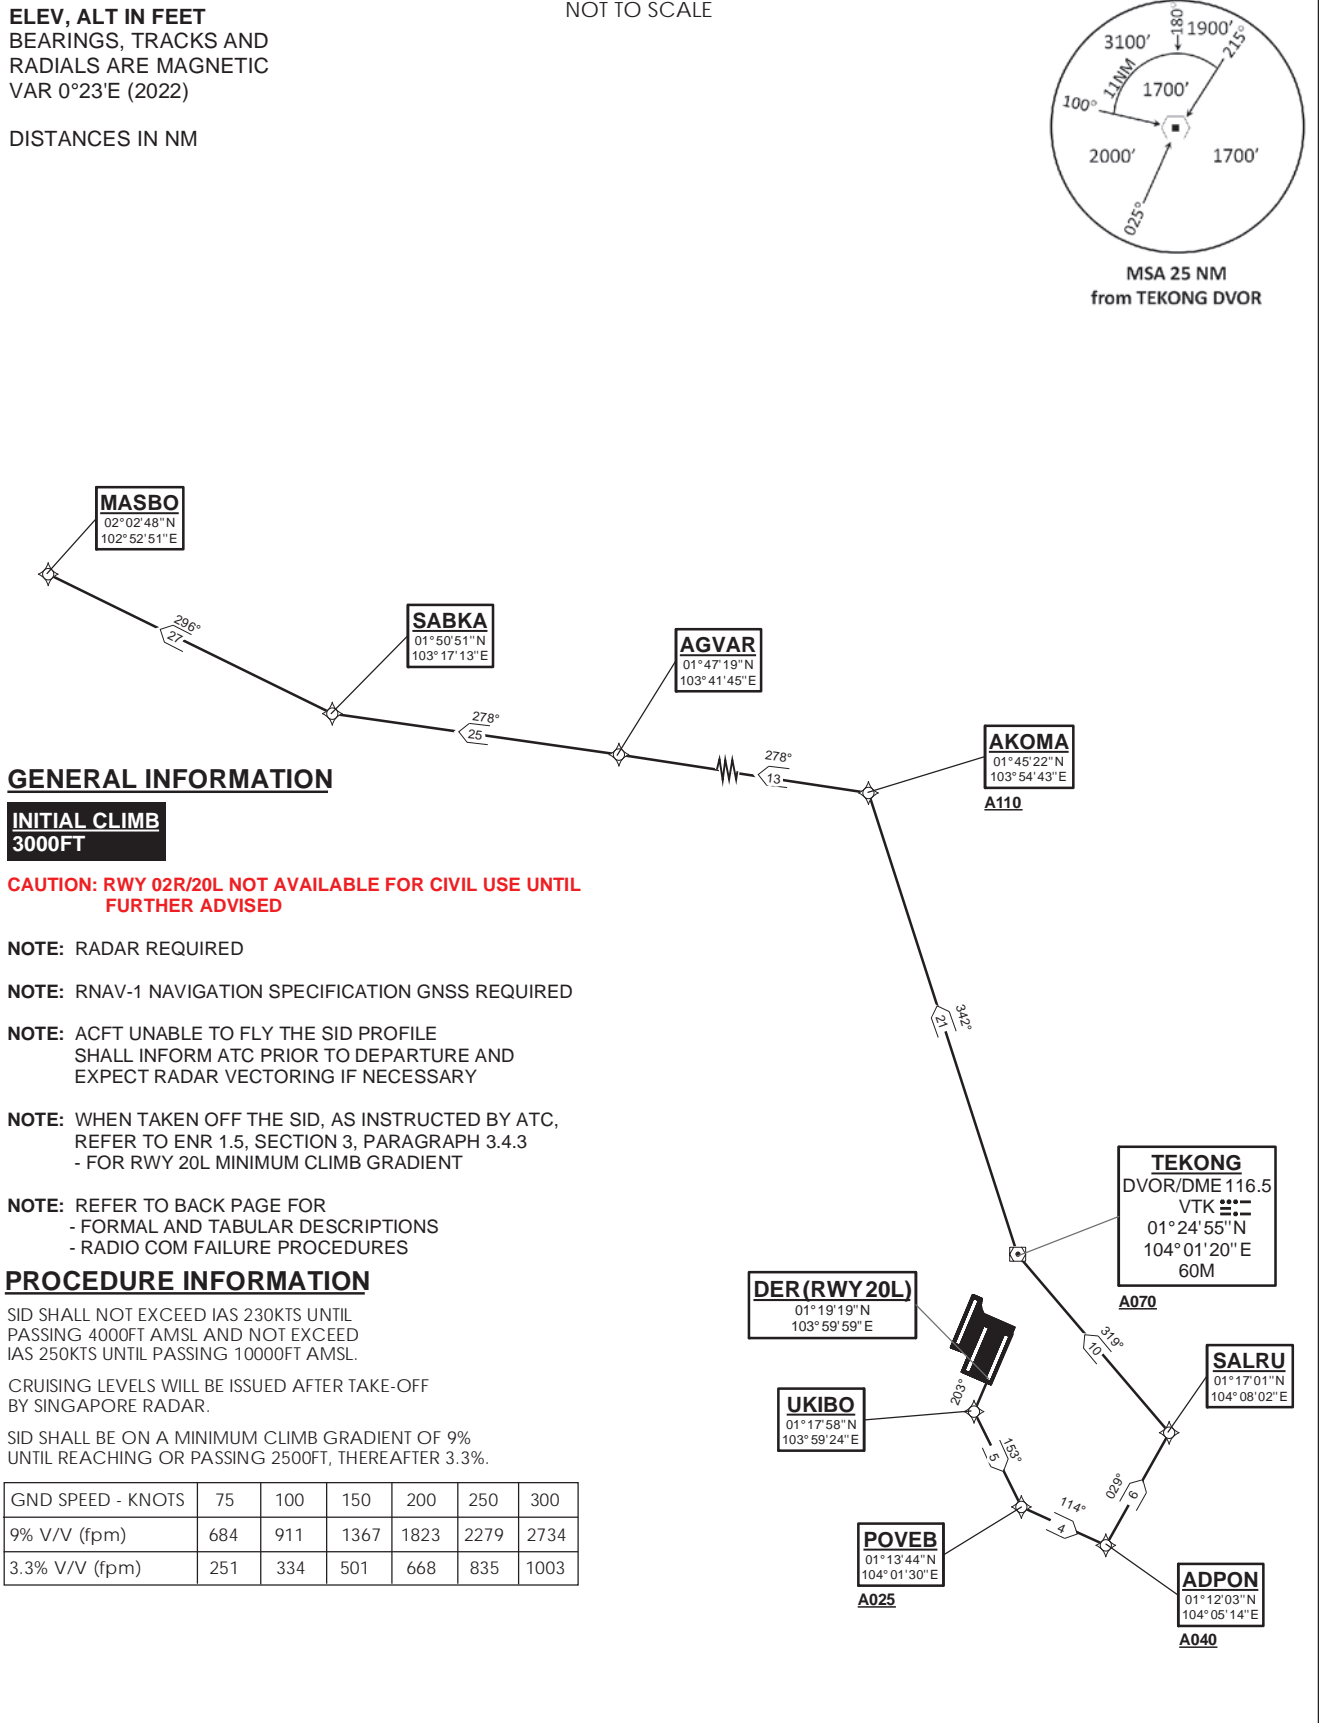 ELEV, ALT IN FEET
BEARINGS, TRACKS AND
RADIALS ARE MAGNETIC
VAR 0°23'E (2022)
DISTANCES IN NM
NOT TO SCALE
3100'
180°
1900'
215°
11NM
1700'
100°
2000'
1700'
025°
MSA 25 NM
from TEKONG DVOR
MASBO
02°02'48"N
102°52'51"E
296°
27
SABKA
01°50'51"N
103°17'13"E
278°
25
AGVAR
01°47'19"N
103°41'45"E
278°
13
AKOMA
01°45'22"N
103°54'43"E
A110
342°
21
GENERAL INFORMATION
INITIAL CLIMB
3000FT
CAUTION: RWY 02R/20L NOT AVAILABLE FOR CIVIL USE UNTIL
FURTHER ADVISED
NOTE: RADAR REQUIRED
NOTE: RNAV-1 NAVIGATION SPECIFICATION GNSS REQUIRED
NOTE: ACFT UNABLE TO FLY THE SID PROFILE
SHALL INFORM ATC PRIOR TO DEPARTURE AND
EXPECT RADAR VECTORING IF NECESSARY
NOTE: WHEN TAKEN OFF THE SID, AS INSTRUCTED BY ATC,
REFER TO ENR 1.5, SECTION 3, PARAGRAPH 3.4.3
- FOR RWY 20L MINIMUM CLIMB GRADIENT
NOTE: REFER TO BACK PAGE FOR
- FORMAL AND TABULAR DESCRIPTIONS
- RADIO COM FAILURE PROCEDURES
PROCEDURE INFORMATION
SID SHALL NOT EXCEED IAS 230KTS UNTIL
PASSING 4000FT AMSL AND NOT EXCEED
IAS 250KTS UNTIL PASSING 10000FT AMSL.
CRUISING LEVELS WILL BE ISSUED AFTER TAKE-OFF
BY SINGAPORE RADAR.
SID SHALL BE ON A MINIMUM CLIMB GRADIENT OF 9%
UNTIL REACHING OR PASSING 2500FT, THEREAFTER 3.3%.
GND SPEED - KNOTS 75 100 150 200 250 300
9% V/V (fpm) 684 911 1367 1823 2279 2734
3.3% V/V (fpm) 251 334 501 668 835 1003
TEKONG
DVOR/DME 116.5
VTK
01°24'55"N
104°01'20"E
60M
A070
DER (RWY 20L)
01°19'19"N
103°59'59"E
319°
10
SALRU
01°17'01"N
104°08'02"E
203°
UKIBO
01°17'58"N
103°59'24"E
153°
5
029°
6
114°
4
POVEB
01°13'44"N
104°01'30"E
A025
ADPON
01°12'03"N
104°05'14"E
A040